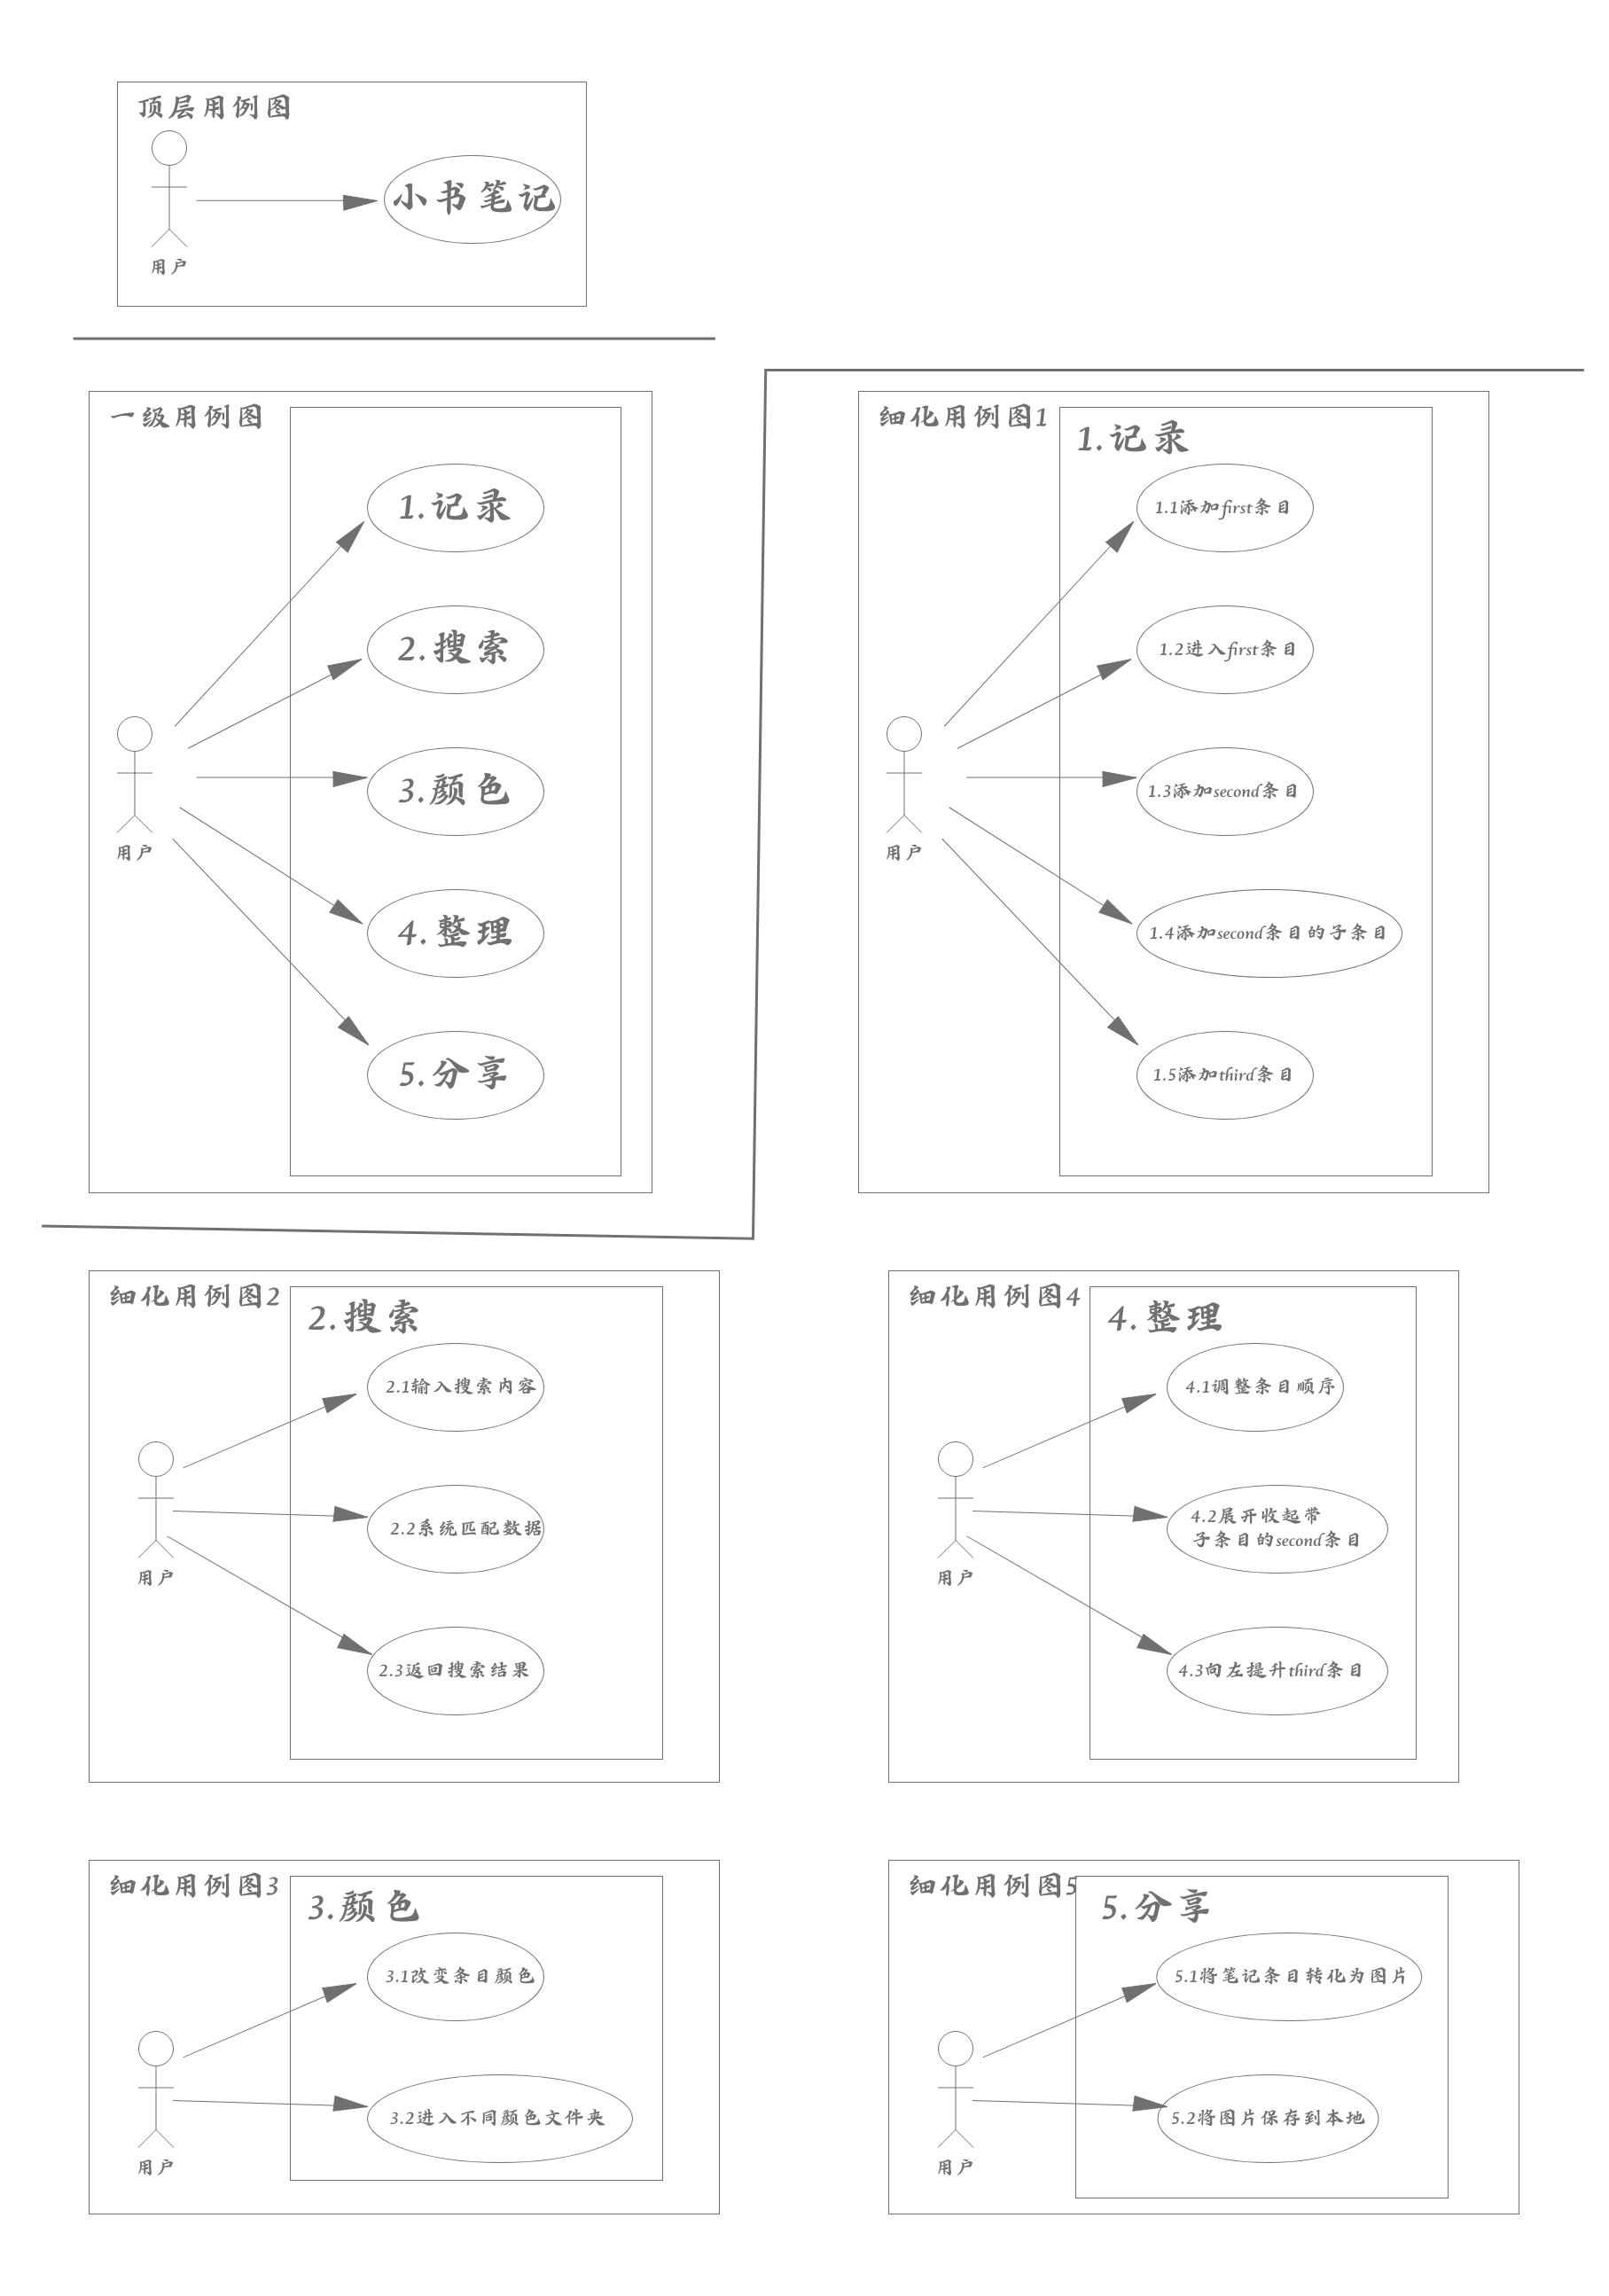 顶层用例图
小书笔记
用户
一级用例图
1.记录
2.搜索
3.颜色
4.整理
5.分享
用户
细化用例图1
1.记录
1.1添加first条目
1.2进入first条目
1.3添加second条目
1.4添加second条目的子条目
1.5添加third条目
用户
细化用例图2
2.搜索
2.1输入搜索内容
2.2系统匹配数据
2.3返回搜索结果
用户
细化用例图4
4.整理
4.1调整条目顺序
4.2展开收起带
子条目的second条目
4.3向左提升third条目
用户
细化用例图3
3.颜色
3.1改变条目颜色
3.2进入不同颜色文件夹
用户
细化用例图5
5.分享
5.1将笔记条目转化为图片
5.2将图片保存到本地
用户